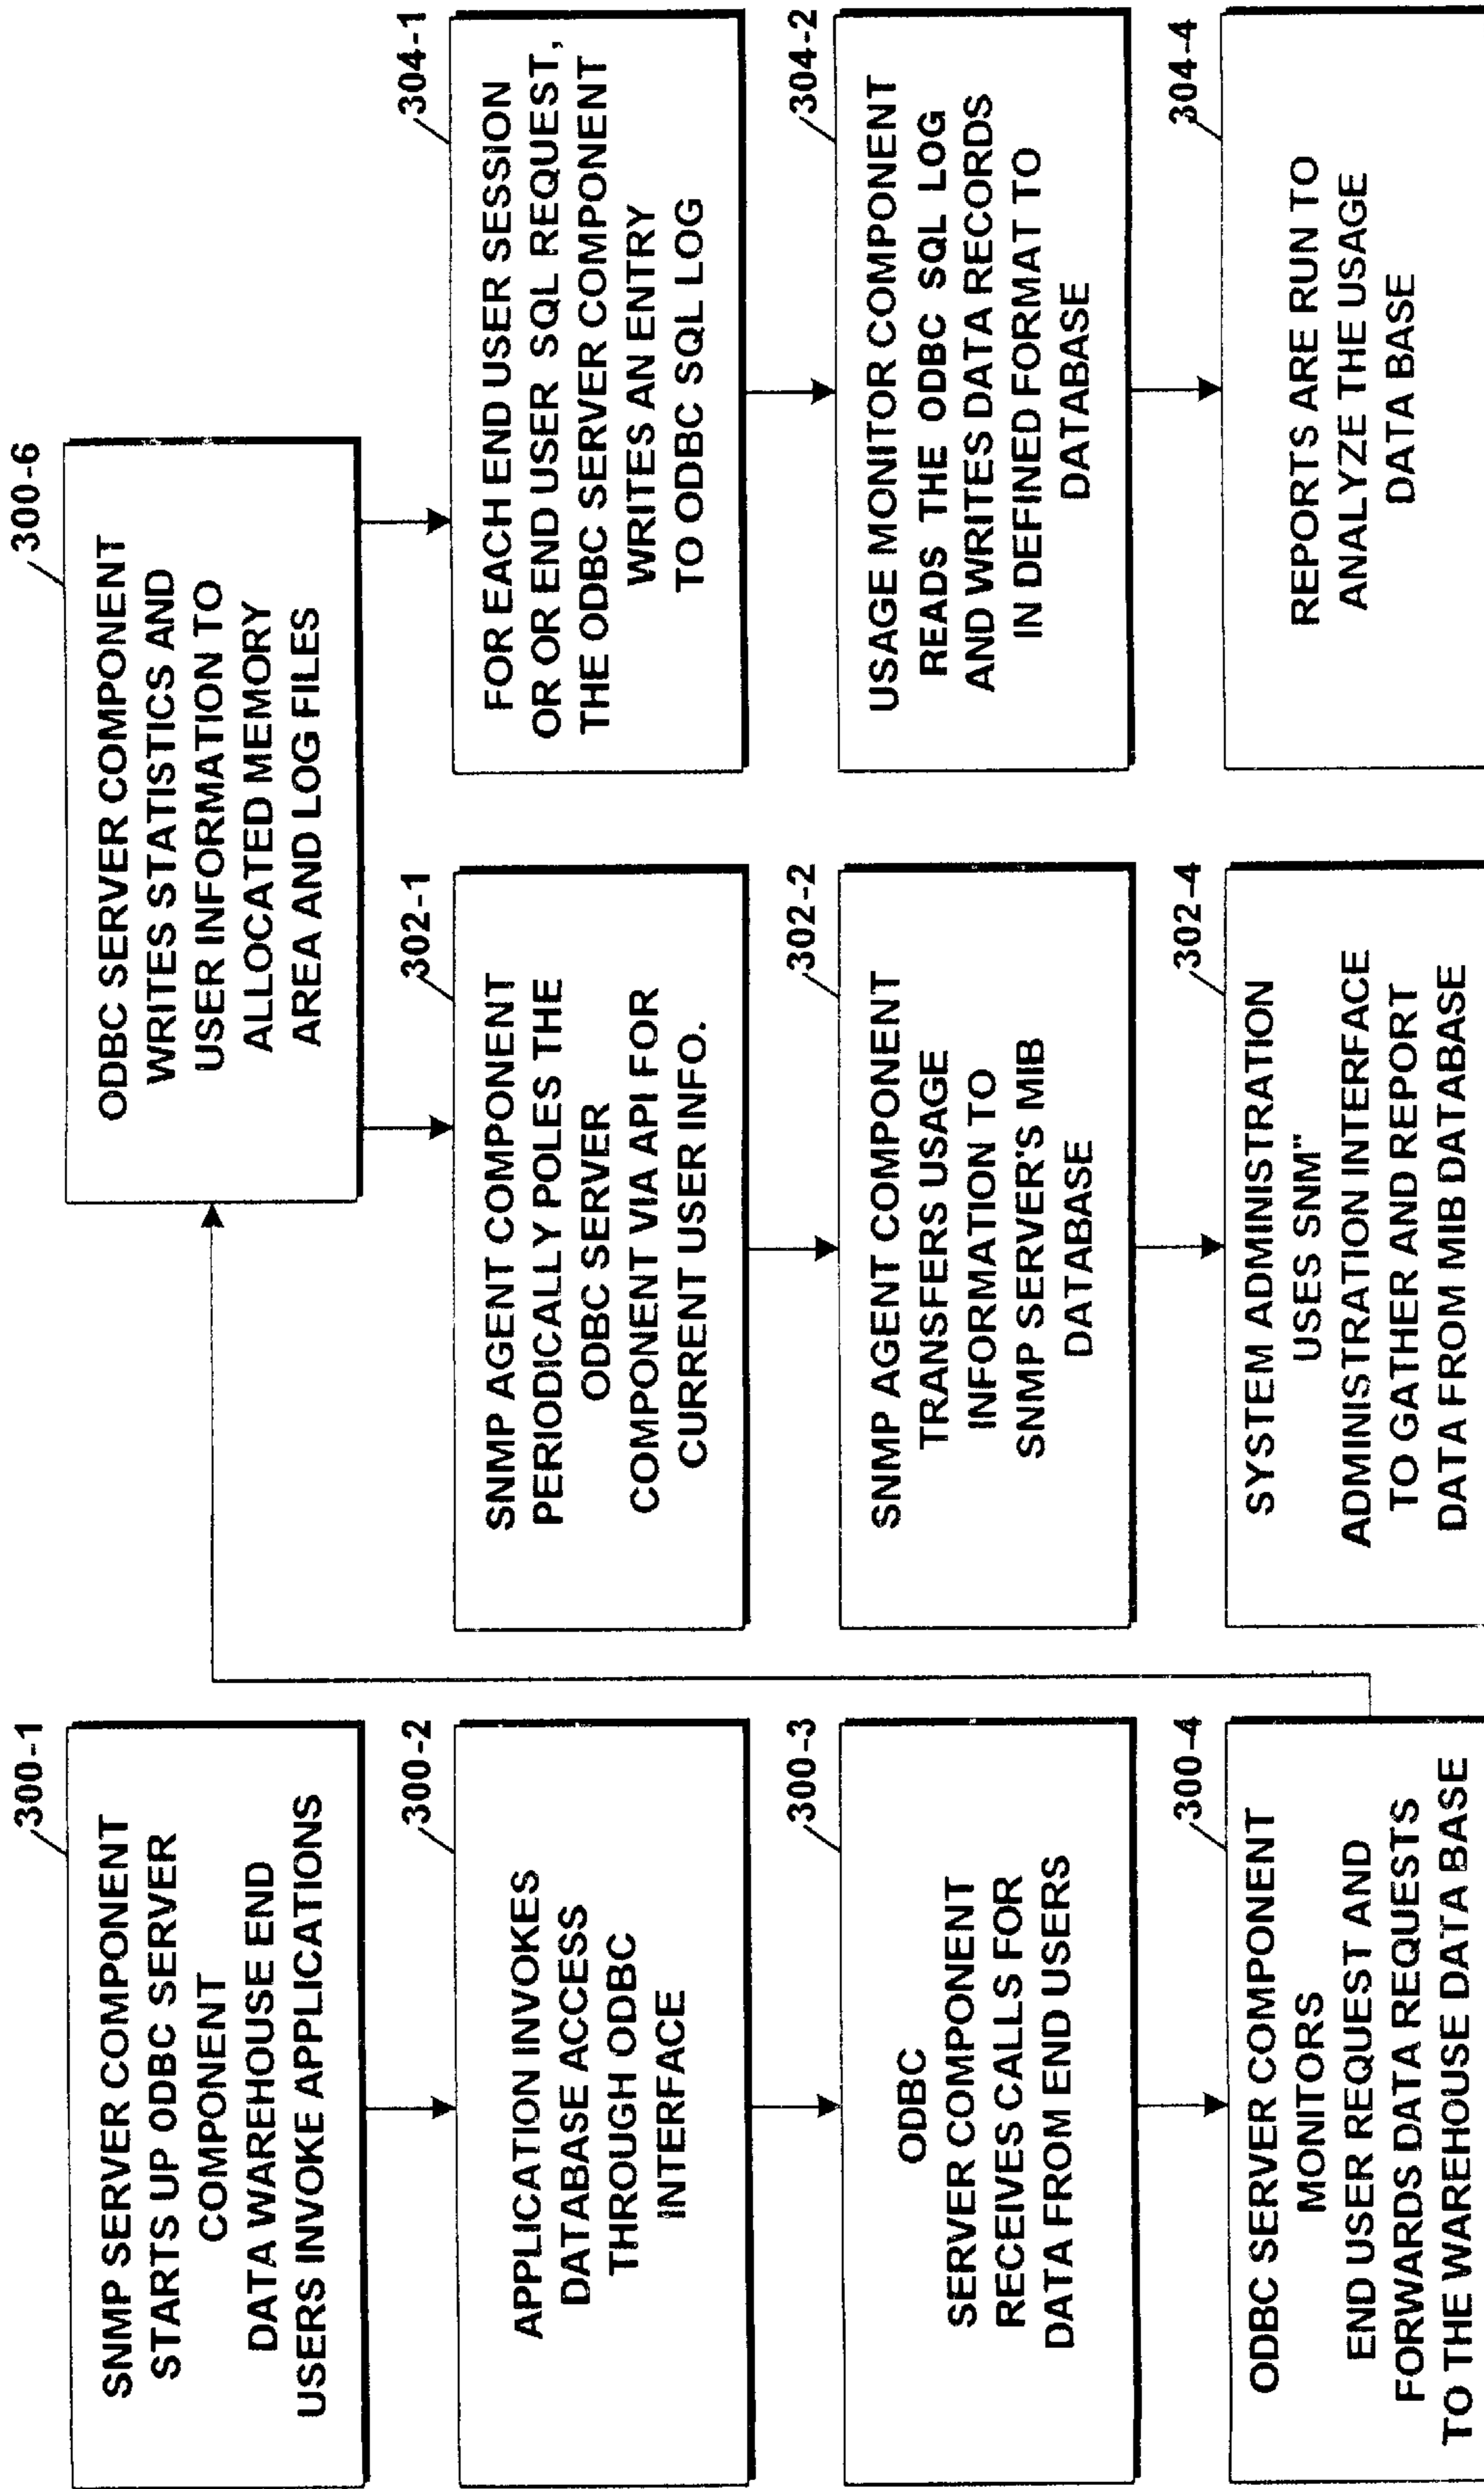 300-1
SNMP SERVER COMPONENT
STARTS UP ODBC SERVER
COMPONENT
DATA WAREHOUSE END
USERS INVOKE APPLICATIONS
300-2
APPLICATION INVOKES
DATABASE ACCESS
THROUGH ODBC
INTERFACE
300-3
ODBC
SERVER COMPONENT
RECEIVES CALLS FOR
DATA FROM END USERS
300-4
ODBC SERVER COMPONENT
MONITORS
END USER REQUEST AND
FORWARDS DATA REQUESTS
TO THE WAREHOUSE DATA BASE
300-6
ODBC SERVER COMPONENT
WRITES STATISTICS AND
USER INFORMATION TO
ALLOCATED MEMORY
AREA AND LOG FILES
302-1
SNMP AGENT COMPONENT
PERIODICALLY POLES THE
ODBC SERVER
COMPONENT VIA API FOR
CURRENT USER INFO.
302-2
SNMP AGENT COMPONENT
TRANSFERS USAGE
INFORMATION TO
SNMP SERVER'S MIB
DATABASE
302-4
SYSTEM ADMINISTRATION
USES SNM"
ADMINISTRATION INTERFACE
TO GATHER AND REPORT
DATA FROM MIB DATABASE
304-1
FOR EACH END USER SESSION
OR OR END USER SQL REQUEST,
THE ODBC SERVER COMPONENT
WRITES AN ENTRY
TO ODBC SQL LOG
304-2
USAGE MONITOR COMPONENT
READS THE ODBC SQL LOG
AND WRITES DATA RECORDS
IN DEFINED FORMAT TO
DATABASE
304-4
REPORTS ARE RUN TO
ANALYZE THE USAGE
DATA BASE